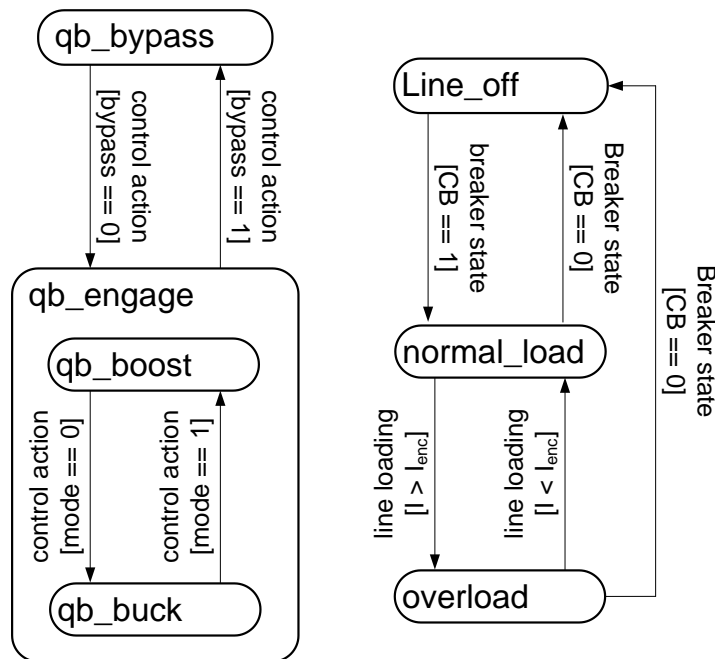 qb_bypass
control action
[bypass == 0]
control action
[bypass == 1]
qb_engage
qb_boost
control action
[mode == 0]
control action
[mode == 1]
qb_buck
Line_off
breaker state
[CB == 1]
Breaker state
[CB == 0]
Breaker state
[CB == 0]
normal_load
line loading
[I > Ienc]
line loading
[I < Ienc]
overload